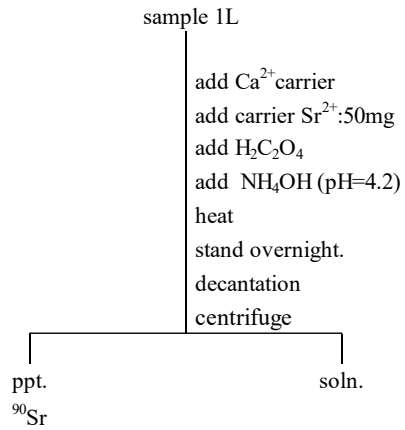 sample 1L
add Ca²⁺carrier
add carrier Sr²⁺:50mg
add H₂C₂O₄
add NH₄OH (pH=4.2)
heat
stand overnight.
decantation
centrifuge
ppt. soln.
⁹⁰Sr